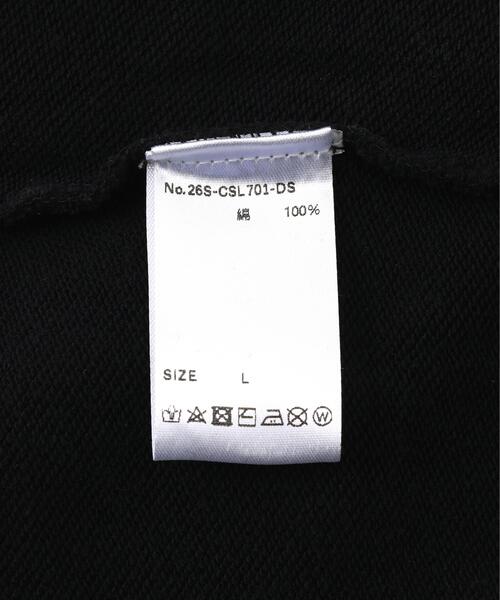 No.26S-CSL701-DS
綿 100%
SIZE L
W